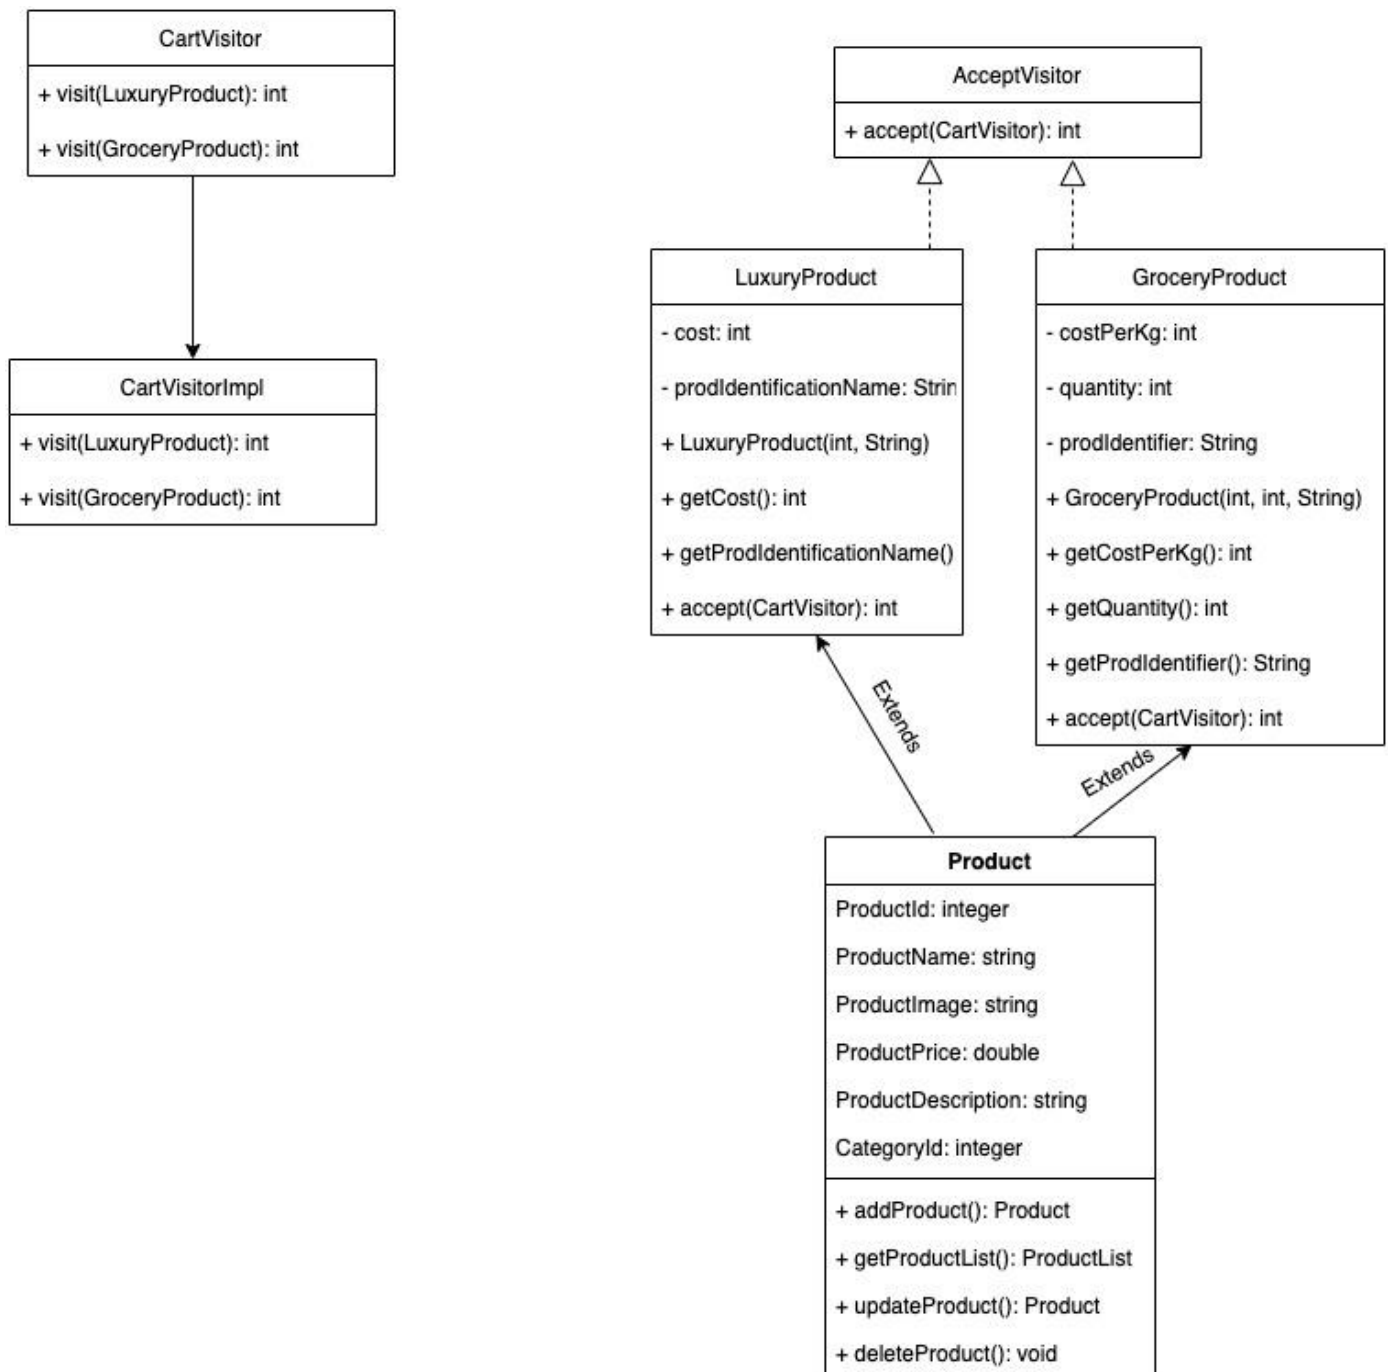 CartVisitor
+ visit(LuxuryProduct): int
+ visit(GroceryProduct): int
CartVisitorImpl
+ visit(LuxuryProduct): int
+ visit(GroceryProduct): int
AcceptVisitor
+ accept(CartVisitor): int
LuxuryProduct
- cost: int
- prodIdentificationName: Strin
+ LuxuryProduct(int, String)
+ getCost(): int
+ getProdIdentificationName()
+ accept(CartVisitor): int
GroceryProduct
- costPerKg: int
- quantity: int
- prodIdentifier: String
+ GroceryProduct(int, int, String)
+ getCostPerKg(): int
+ getQuantity(): int
+ getProdIdentifier(): String
+ accept(CartVisitor): int
Extends
Extends
Product
ProductId: integer
ProductName: string
ProductImage: string
ProductPrice: double
ProductDescription: string
CategoryId: integer
+ addProduct(): Product
+ getProductList(): ProductList
+ updateProduct(): Product
+ deleteProduct(): void